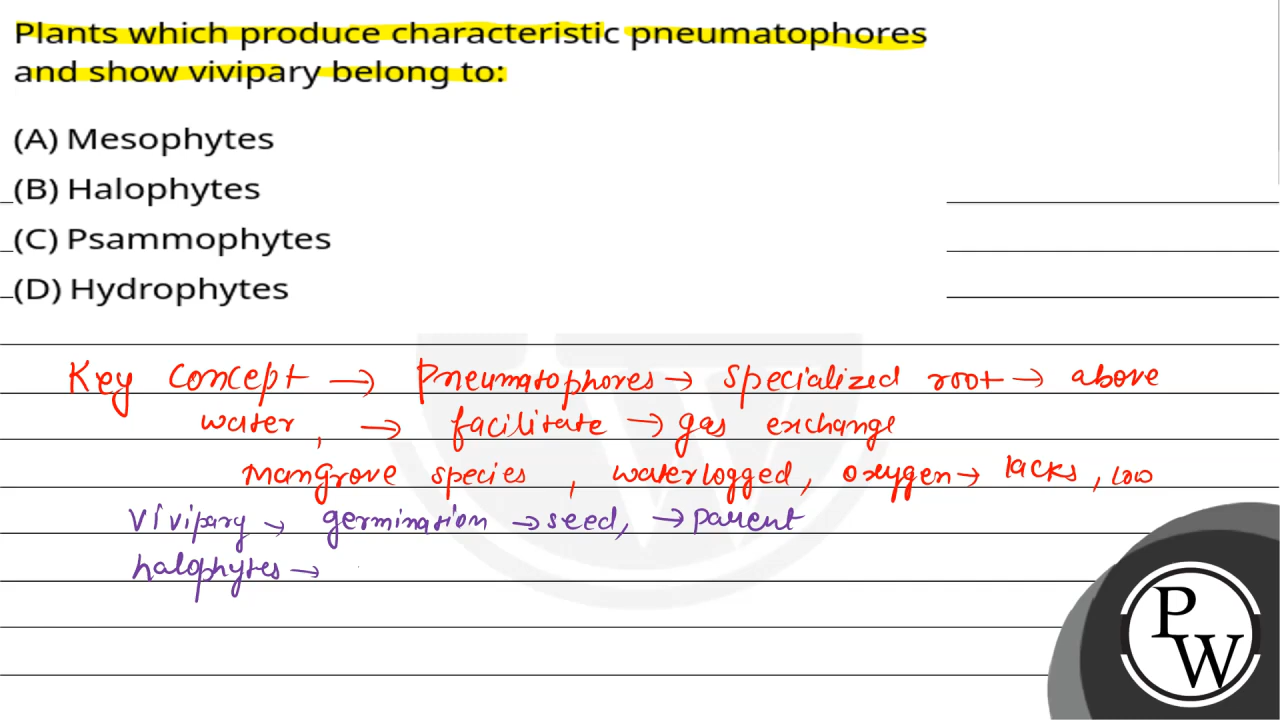 Plants which produce characteristic pneumatophores
and show vivipary belong to:
(A) Mesophytes
(B) Halophytes
(C) Psammophytes
(D) Hydrophytes
Key concept → Pneumatophores → specialized root → above
water, → facilitate → gas exchange
Mangrove species, waterlogged, oxygen → lacks, low
Vivipary → germination → seed, → parent
halophytes →
P
W